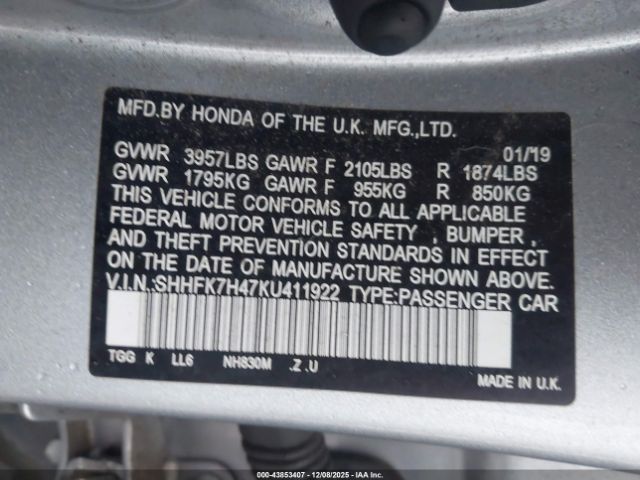 MFD.BY HONDA OF THE U.K. MFG.,LTD.
01/19
GVWR 3957LBS GAWR F 2105LBS R 1874LBS
GVWR 1795KG GAWR F 955KG R 850KG
THIS VEHICLE CONFORMS TO ALL APPLICABLE
FEDERAL MOTOR VEHICLE SAFETY , BUMPER ,
AND THEFT PREVENTION STANDARDS IN EFFECT
ON THE DATE OF MANUFACTURE SHOWN ABOVE.
V.I.N.:SHHFK7H47KU411922 TYPE:PASSENGER CAR
TGG K LL6 NH830M .Z .U
MADE IN U.K.
00-43853407 - 12/08/2025 - IAA Inc.